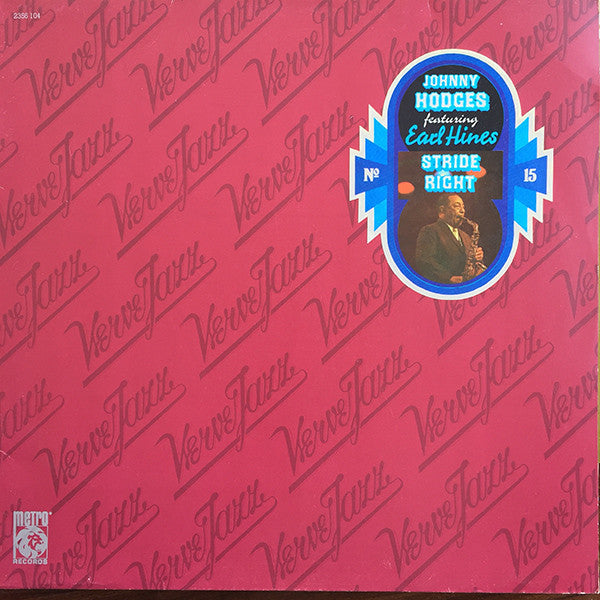 2356 104
JOHNNY
HODGES
featuring
Earl Hines
STRIDE
RIGHT
Nº
15
Verve Jazz
metro
RECORDS